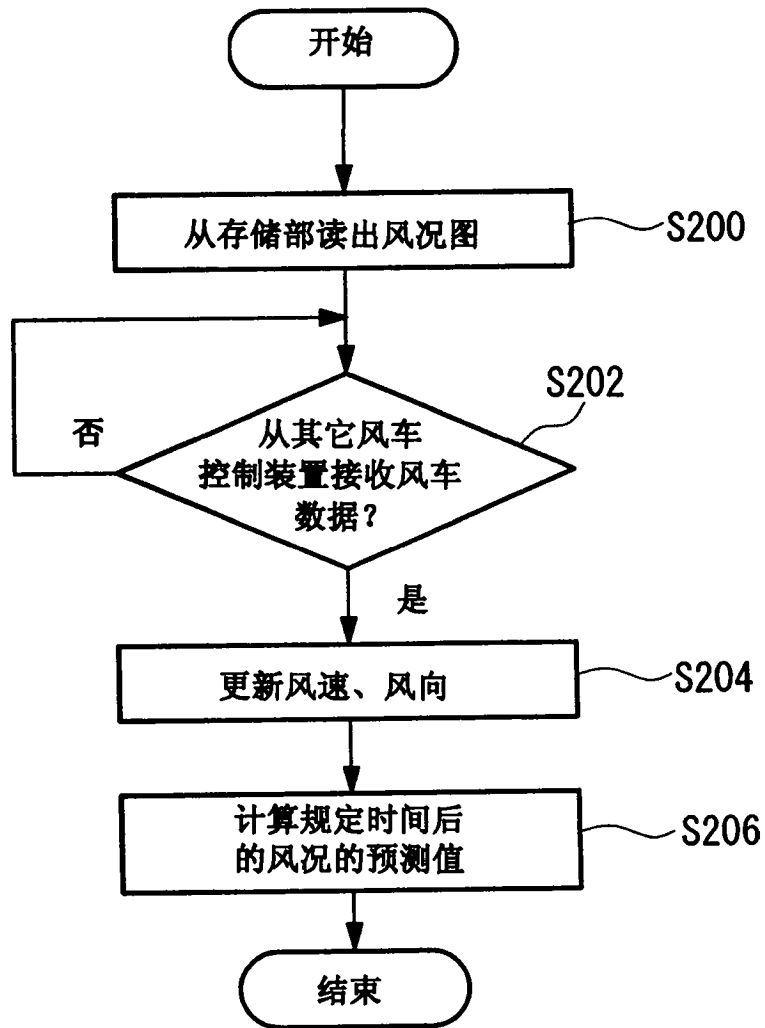 开始
从存储部读出风况图
S200
S202
否
从其它风车
控制装置接收风车
数据？
是
更新风速、风向
S204
计算规定时间后
的风况的预测值
S206
结束